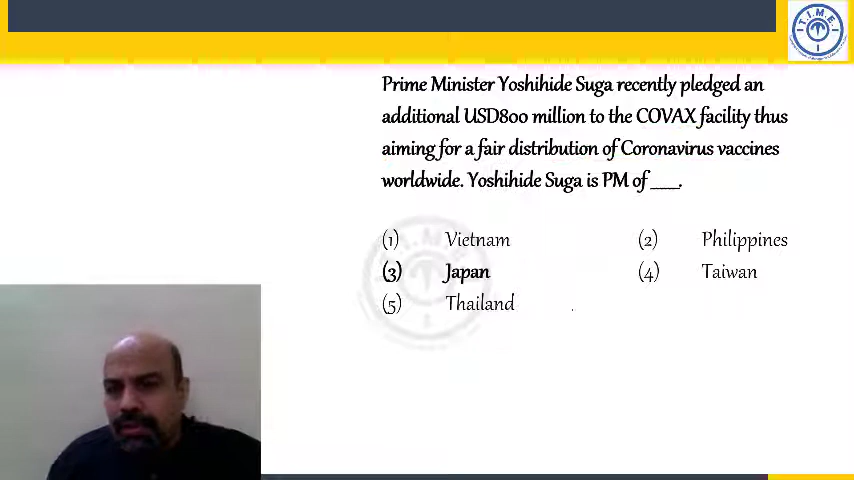 T.I.M.E.
Prime Minister Yoshihide Suga recently pledged an
additional USD800 million to the COVAX facility thus
aiming for a fair distribution of Coronavirus vaccines
worldwide. Yoshihide Suga is PM of ___.
(1) Vietnam (2) Philippines
(3) Japan (4) Taiwan
(5) Thailand